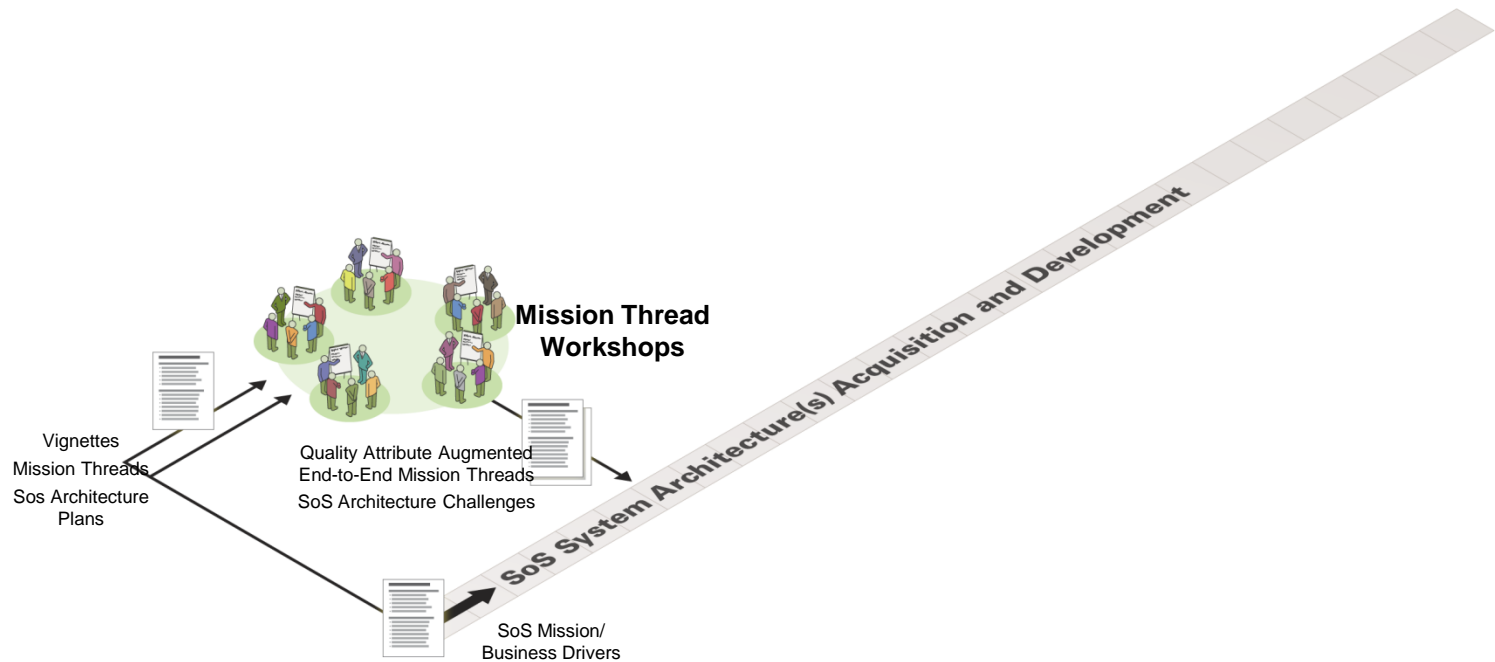 Mission Thread
Workshops
Vignettes
Mission Threads
Sos Architecture
Plans
Quality Attribute Augmented
End-to-End Mission Threads
SoS Architecture Challenges
SoS System Architecture(s) Acquisition and Development
SoS Mission/
Business Drivers